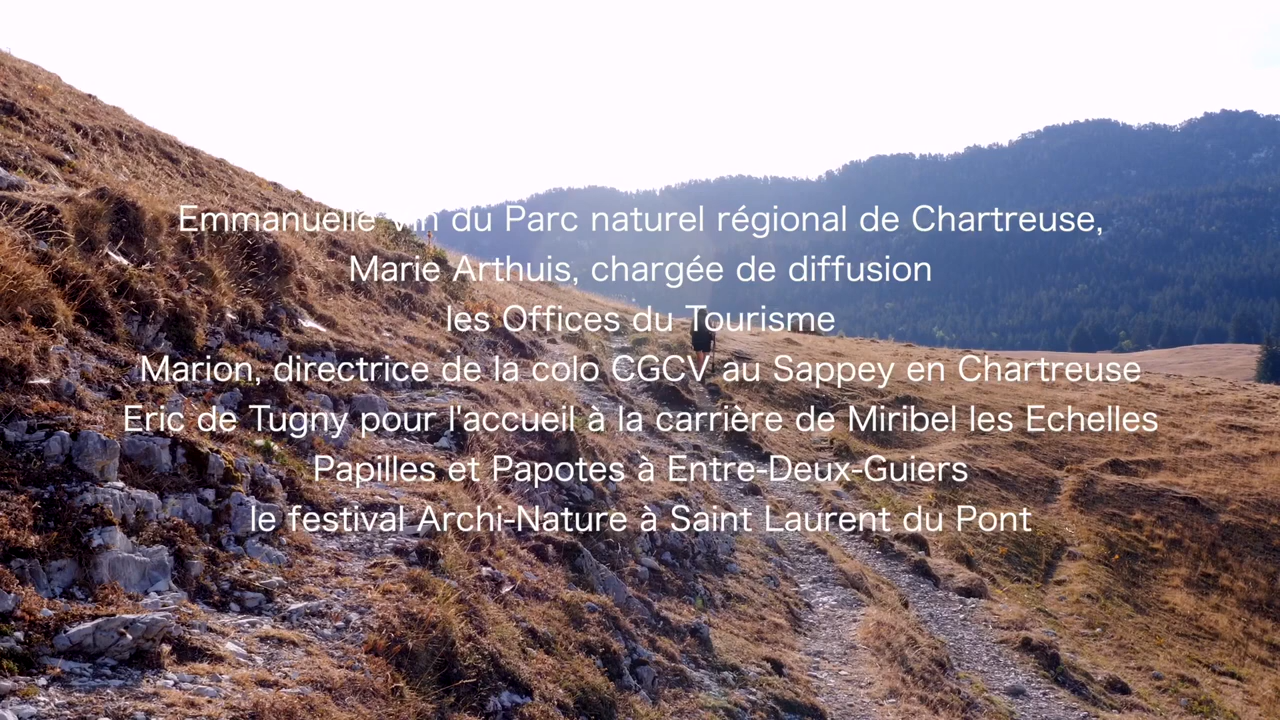 Emmanuelle Vin du Parc naturel régional de Chartreuse,
Marie Arthuis, chargée de diffusion
les Offices du Tourisme
Marion, directrice de la colo CGCV au Sappey en Chartreuse
Eric de Tugny pour l'accueil à la carrière de Miribel les Echelles
Papilles et Papotes à Entre-Deux-Guiers
le festival Archi-Nature à Saint Laurent du Pont